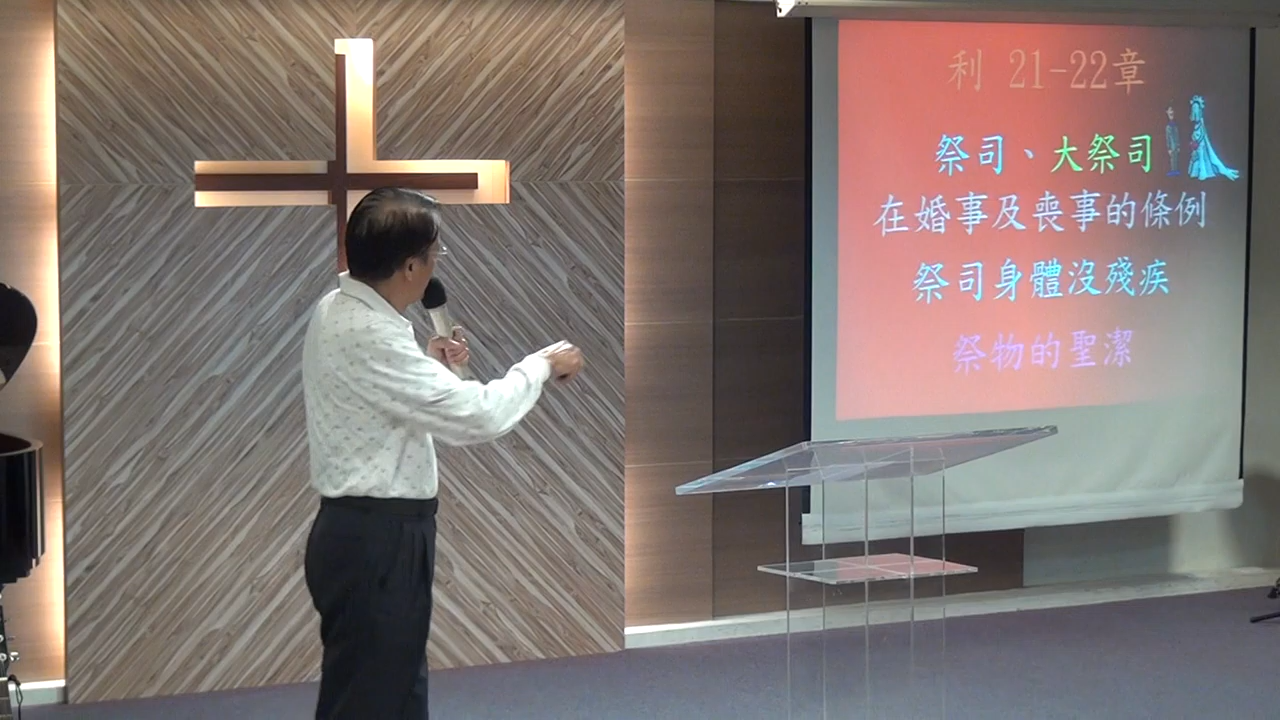 利 21-22章
祭司、大祭司
在婚事及喪事的條例
祭司身體沒殘疾
祭物的聖潔